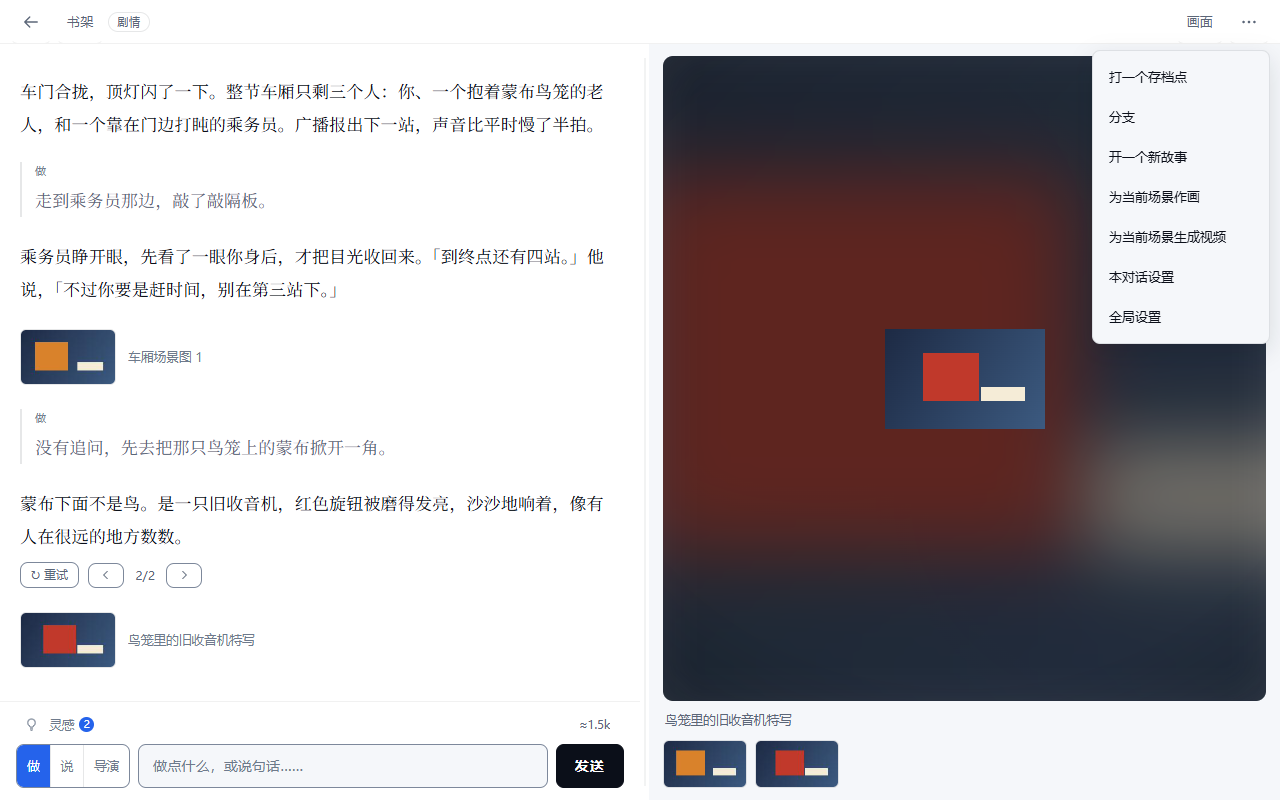 书架
剧情
画面
车门合拢，顶灯闪了一下。整节车厢只剩三个人：你、一个抱着蒙布鸟笼的老
人，和一个靠在门边打盹的乘务员。广播报出下一站，声音比平时慢了半拍。
做
走到乘务员那边，敲了敲隔板。
乘务员睁开眼，先看了一眼你身后，才把目光收回来。「到终点还有四站。」他
说，「不过你要是赶时间，别在第三站下。」
车厢场景图 1
做
没有追问，先去把那只鸟笼上的蒙布掀开一角。
蒙布下面不是鸟。是一只旧收音机，红色旋钮被磨得发亮，沙沙地响着，像有
人在很远的地方数数。
↻ 重试
2/2
鸟笼里的旧收音机特写
灵感 2
≈1.5k
做
说
导演
做点什么，或说句话……
发送
打一个存档点
分支
开一个新故事
为当前场景作画
为当前场景生成视频
本对话设置
全局设置
鸟笼里的旧收音机特写